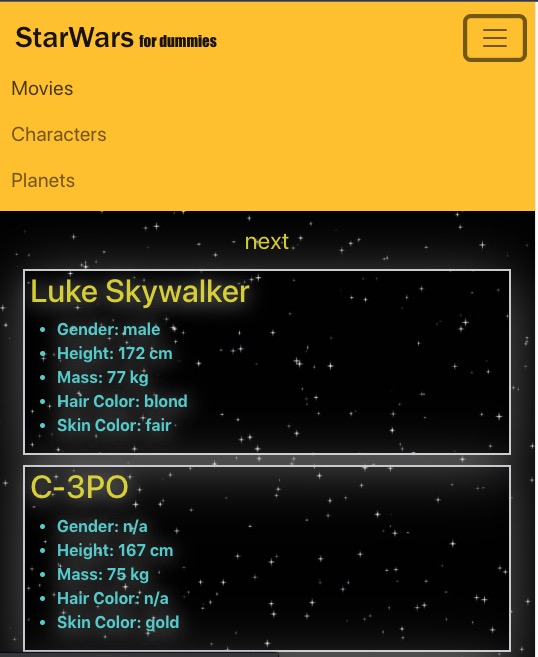 StarWars for dummies
Movies
Characters
Planets
next
Luke Skywalker
Gender: male
Height: 172 cm
Mass: 77 kg
Hair Color: blond
Skin Color: fair
C-3PO
Gender: n/a
Height: 167 cm
Mass: 75 kg
Hair Color: n/a
Skin Color: gold